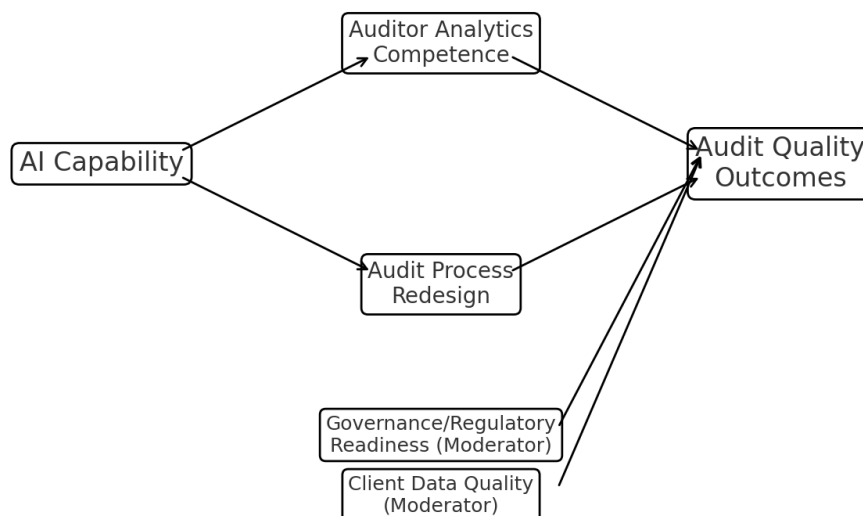 Auditor Analytics
Competence
AI Capability
Audit Quality
Outcomes
Audit Process
Redesign
Governance/Regulatory
Readiness (Moderator)
Client Data Quality
(Moderator)